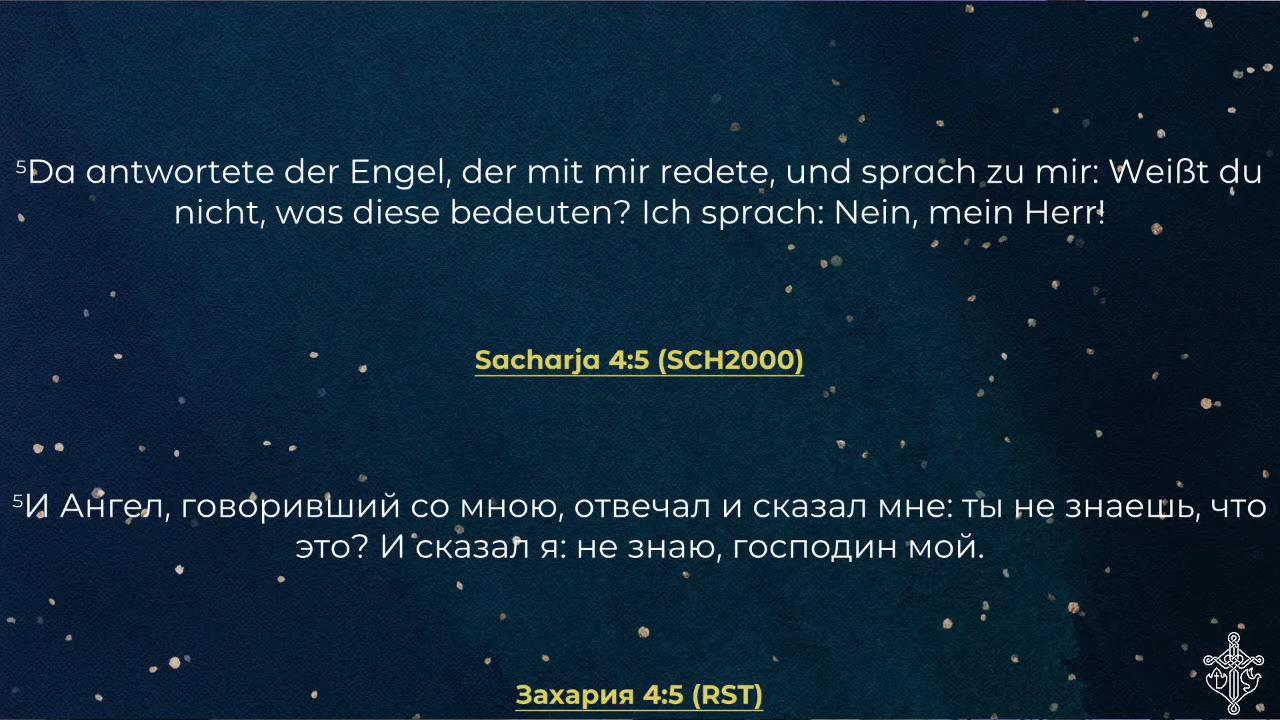 ⁵Da antwortete der Engel, der mit mir redete, und sprach zu mir: Weißt du
nicht, was diese bedeuten? Ich sprach: Nein, mein Herr!
Sacharja 4:5 (SCH2000)
⁵И Ангел, говоривший со мною, отвечал и сказал мне: ты не знаешь, что
это? И сказал я: не знаю, господин мой.
Захария 4:5 (RST)